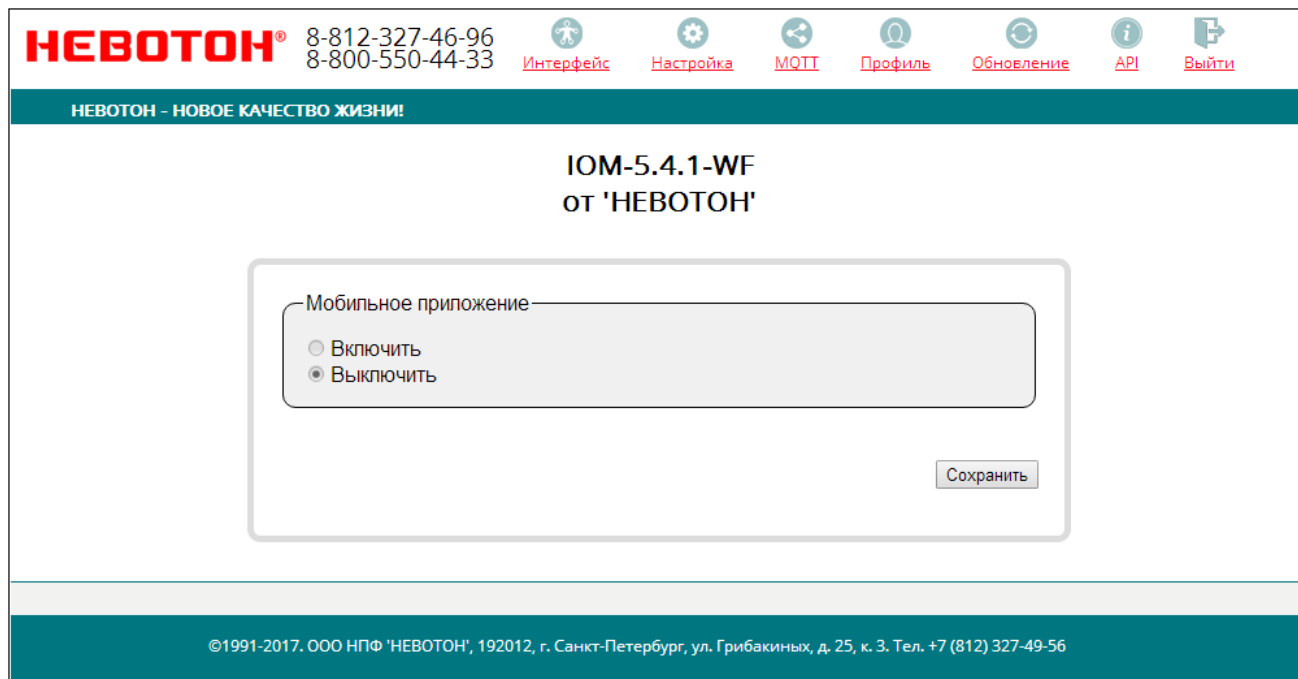 НЕВОТОН®
8-812-327-46-96
8-800-550-44-33
Интерфейс
Настройка
MQTT
Профиль
Обновление
API
Выйти
НЕВОТОН - НОВОЕ КАЧЕСТВО ЖИЗНИ!
IOM-5.4.1-WF
от 'НЕВОТОН'
Мобильное приложение
Включить
Выключить
Сохранить
©1991-2017. ООО НПФ 'НЕВОТОН', 192012, г. Санкт-Петербург, ул. Грибакиных, д. 25, к. 3. Тел. +7 (812) 327-49-56